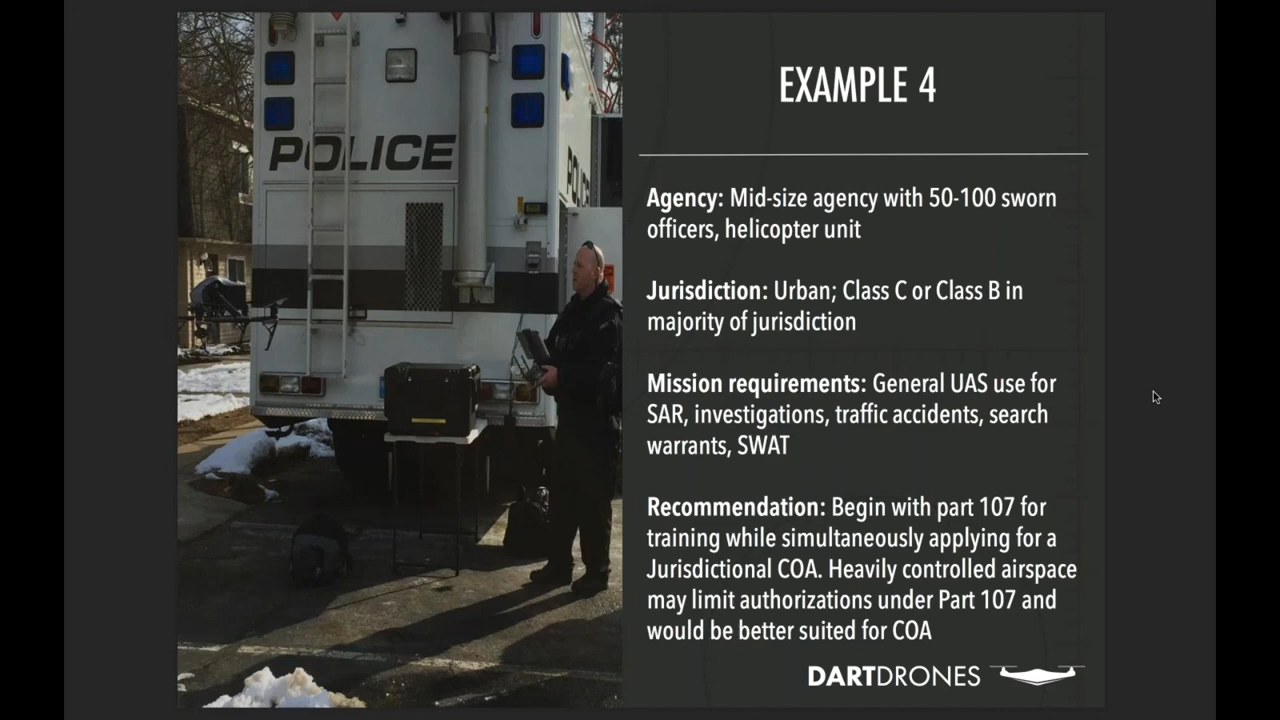 POLICE
EXAMPLE 4
Agency: Mid-size agency with 50-100 sworn
officers, helicopter unit
Jurisdiction: Urban; Class C or Class B in
majority of jurisdiction
Mission requirements: General UAS use for
SAR, investigations, traffic accidents, search
warrants, SWAT
Recommendation: Begin with part 107 for
training while simultaneously applying for a
Jurisdictional COA. Heavily controlled airspace
may limit authorizations under Part 107 and
would be better suited for COA
DARTDRONES